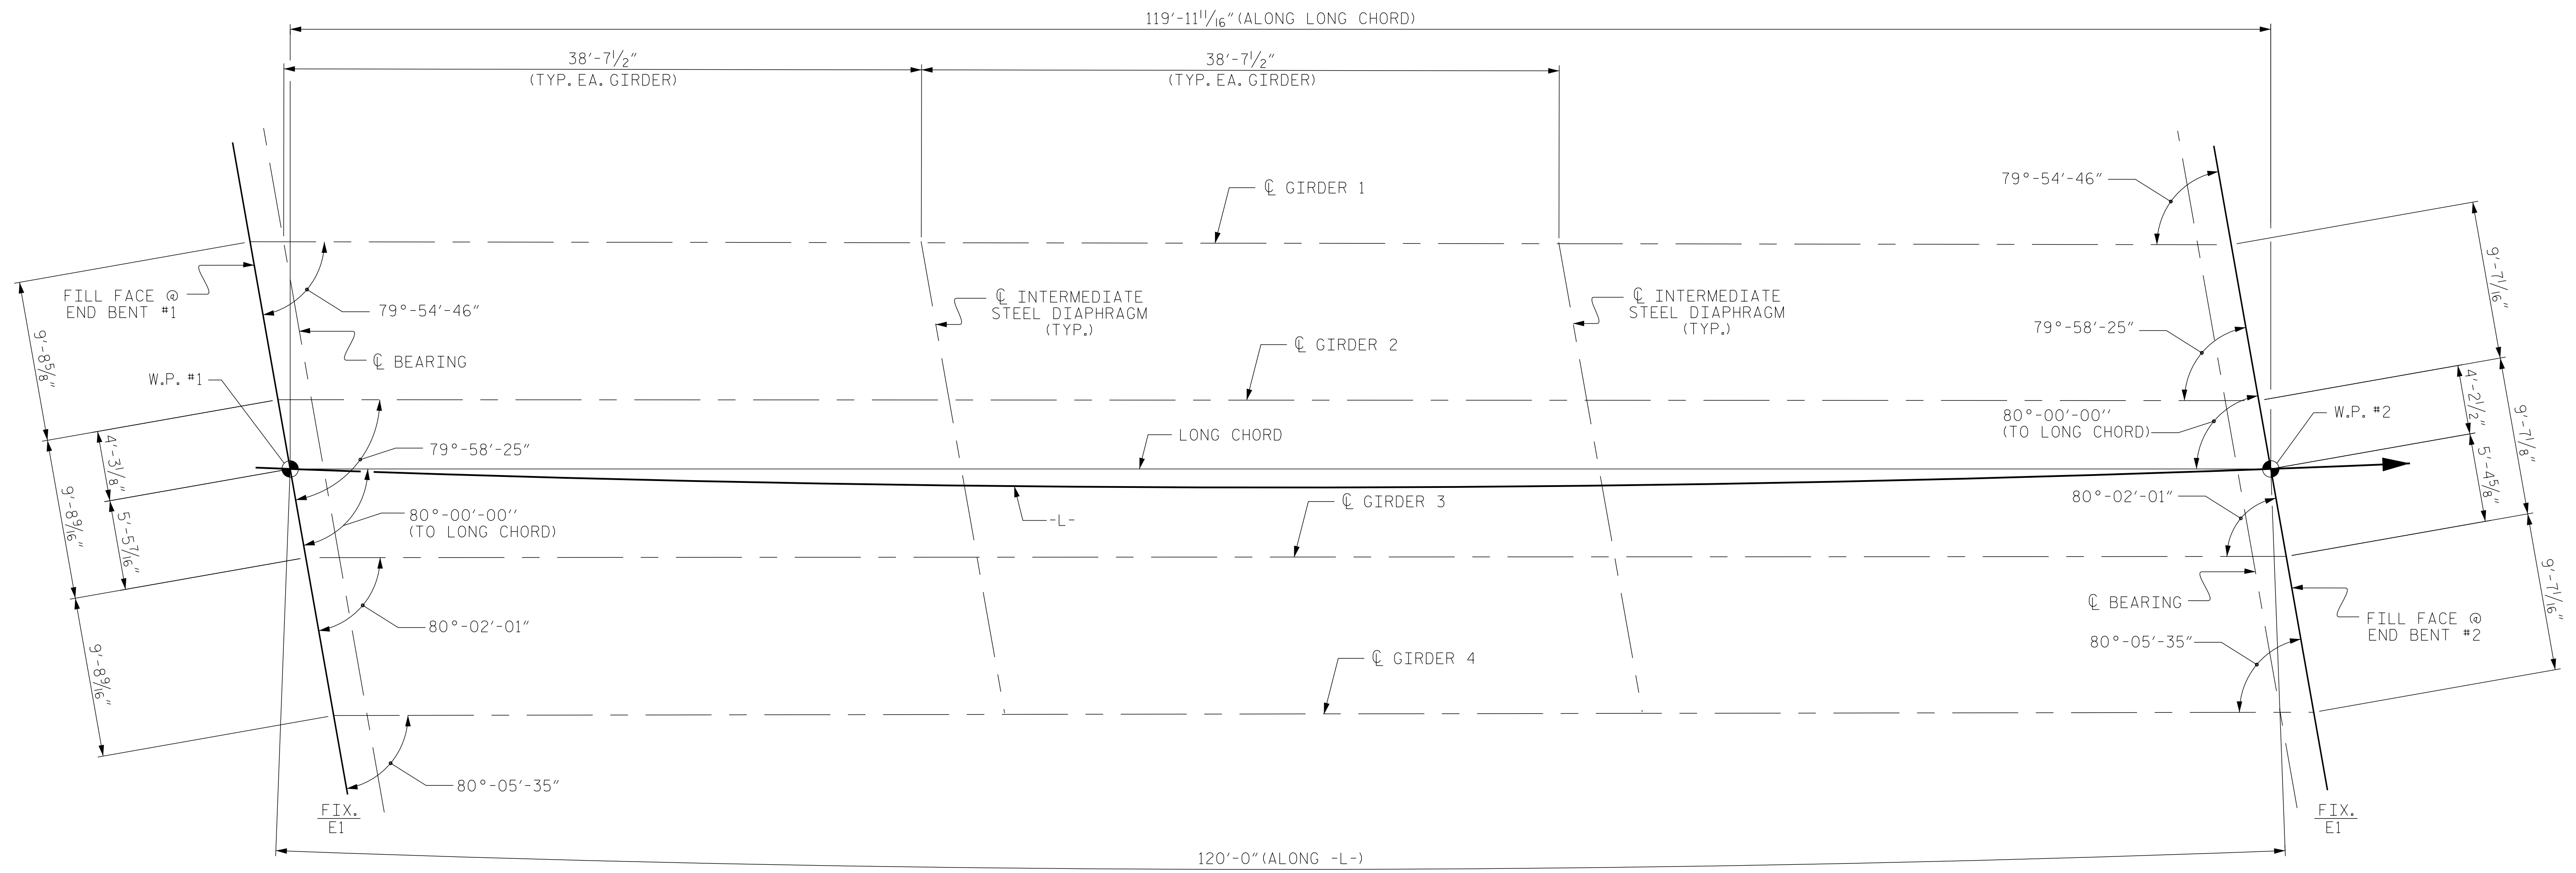 119'-11 11/16" (ALONG LONG CHORD)
38'-7 1/2"
(TYP. EA. GIRDER)
38'-7 1/2"
(TYP. EA. GIRDER)
℄ GIRDER 1
79°-54'-46"
9'-7 1/16"
FILL FACE @
END BENT #1
79°-54'-46"
℄ INTERMEDIATE
STEEL DIAPHRAGM
(TYP.)
℄ INTERMEDIATE
STEEL DIAPHRAGM
(TYP.)
79°-58'-25"
9'-8 5/8"
℄ BEARING
℄ GIRDER 2
W.P. #1
4'-2 1/2"
9'-7 1/8"
80°-00'-00''
(TO LONG CHORD)
W.P. #2
LONG CHORD
79°-58'-25"
4'-3 1/8"
5'-4 5/8"
9'-8 9/16"
80°-00'-00''
(TO LONG CHORD)
℄ GIRDER 3
-L-
80°-02'-01"
5'-5 7/16"
9'-7 1/16"
℄ BEARING
80°-02'-01"
FILL FACE @
END BENT #2
80°-05'-35"
9'-8 9/16"
℄ GIRDER 4
80°-05'-35"
FIX.
E1
FIX.
E1
120'-0" (ALONG -L-)